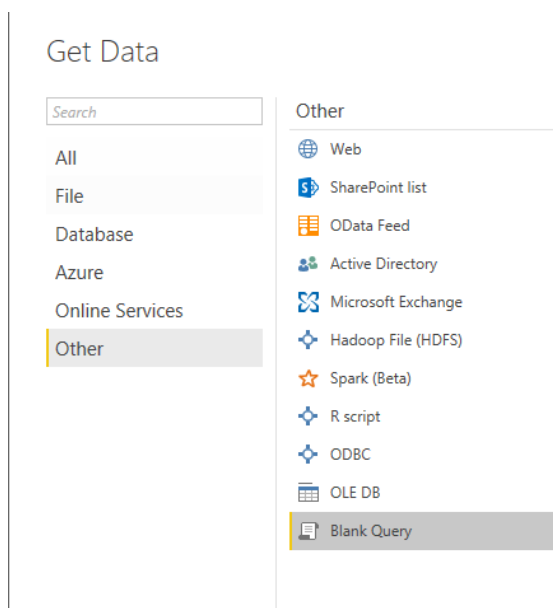 Get Data
Search
All
File
Database
Azure
Online Services
Other
Other
Web
SharePoint list
OData Feed
Active Directory
Microsoft Exchange
Hadoop File (HDFS)
Spark (Beta)
R script
ODBC
OLE DB
Blank Query